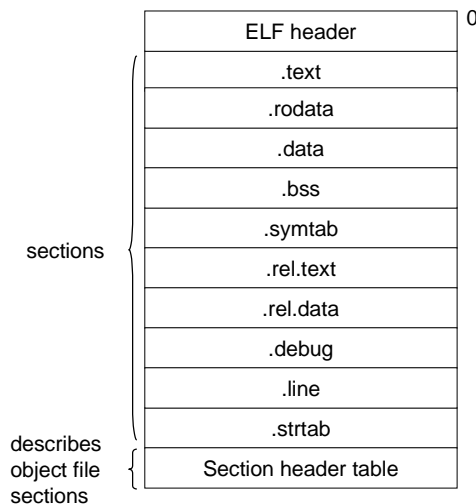 0
ELF header
.text
.rodata
.data
.bss
.symtab
sections
.rel.text
.rel.data
.debug
.line
.strtab
describes
object file
sections
Section header table